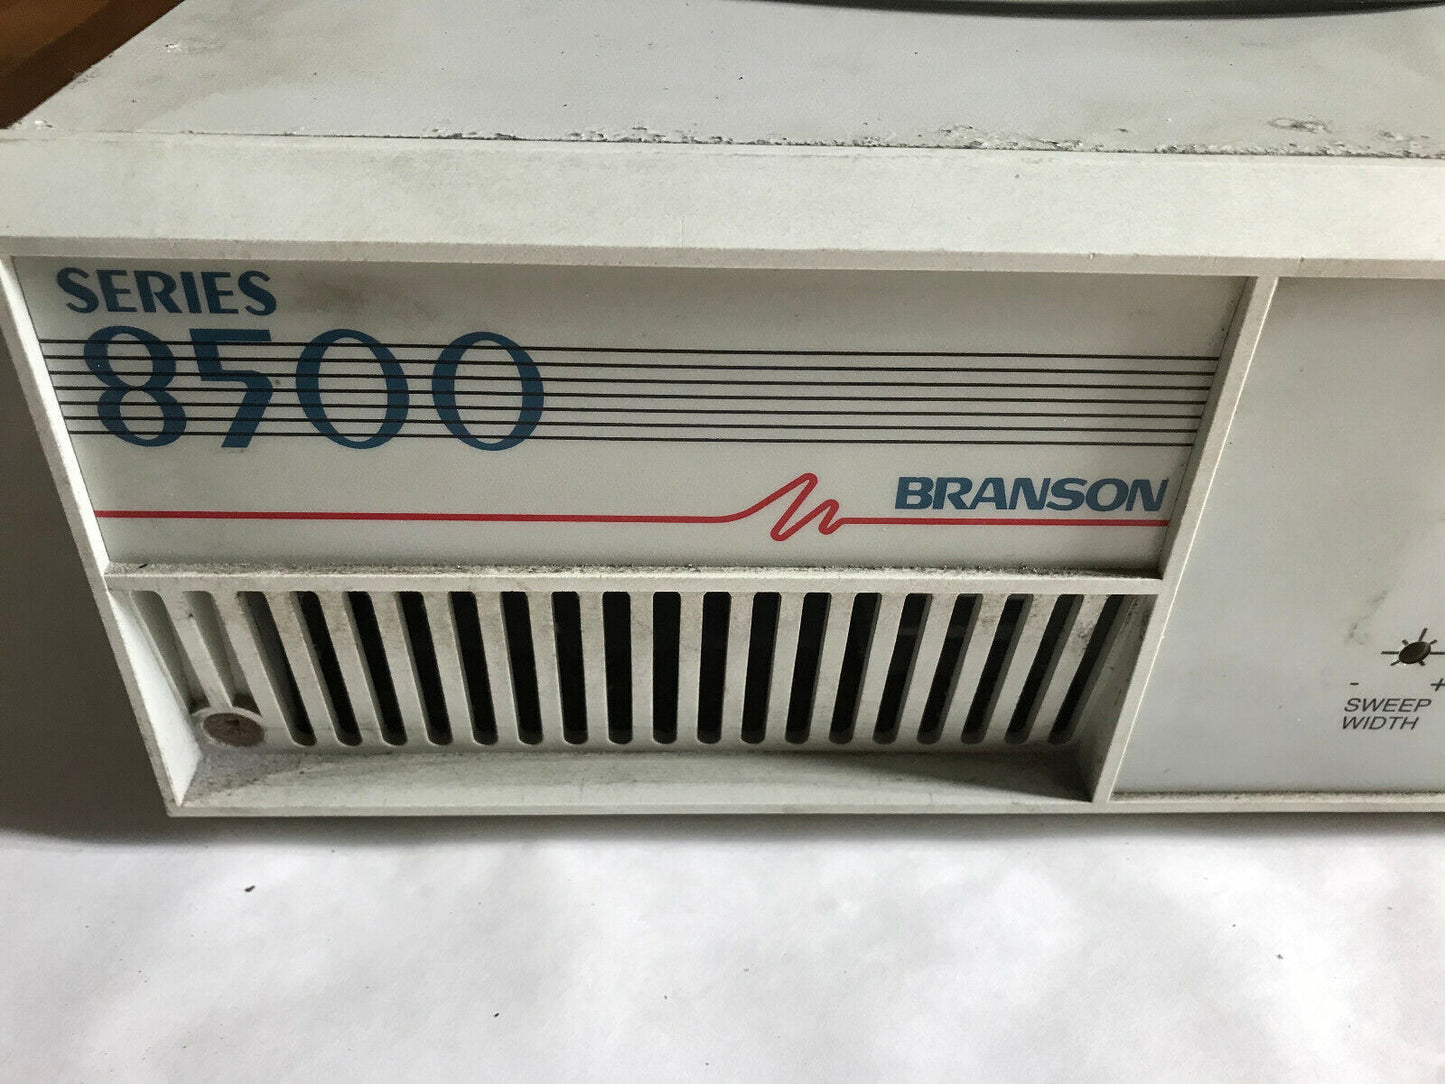 SERIES
8500
BRANSON
- +
SWEEP
WIDTH